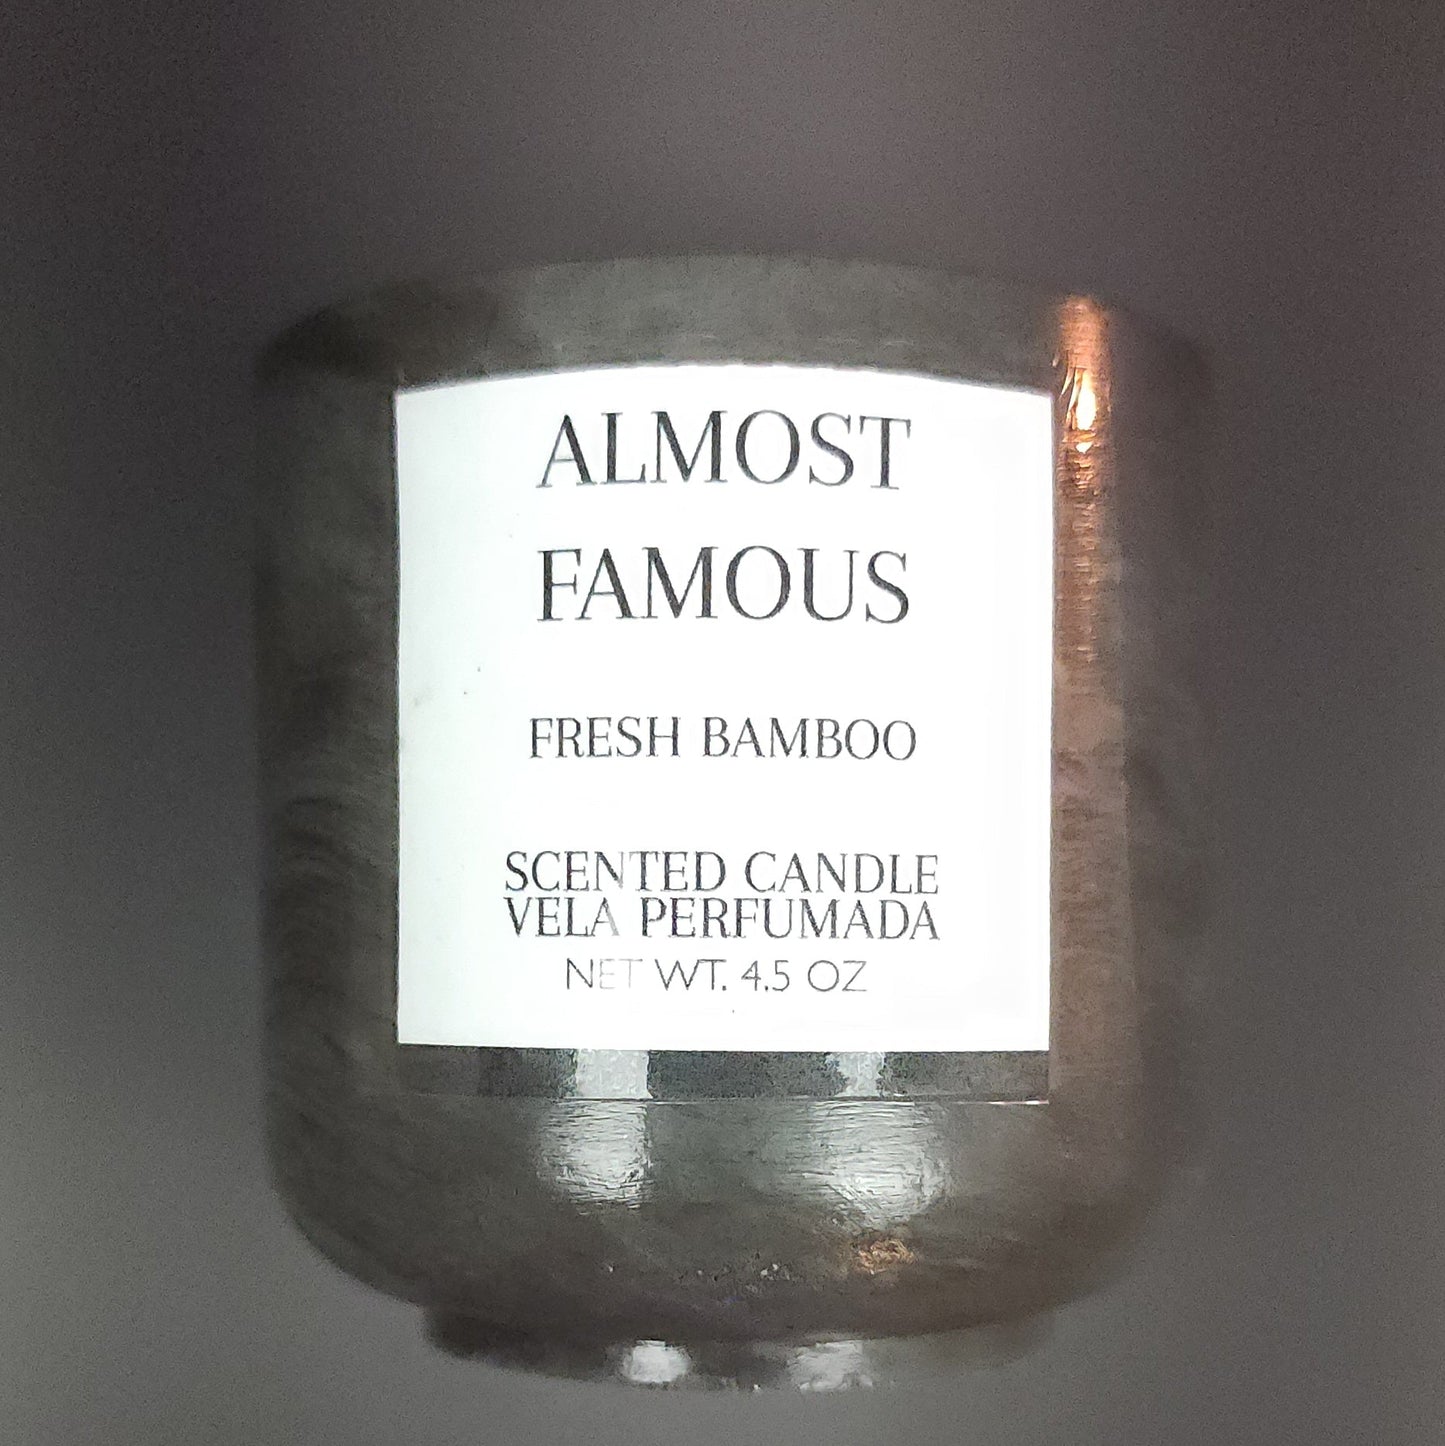 ALMOST
FAMOUS
FRESH BAMBOO
SCENTED CANDLE
VELA PERFUMADA
NET WT. 4.5 OZ